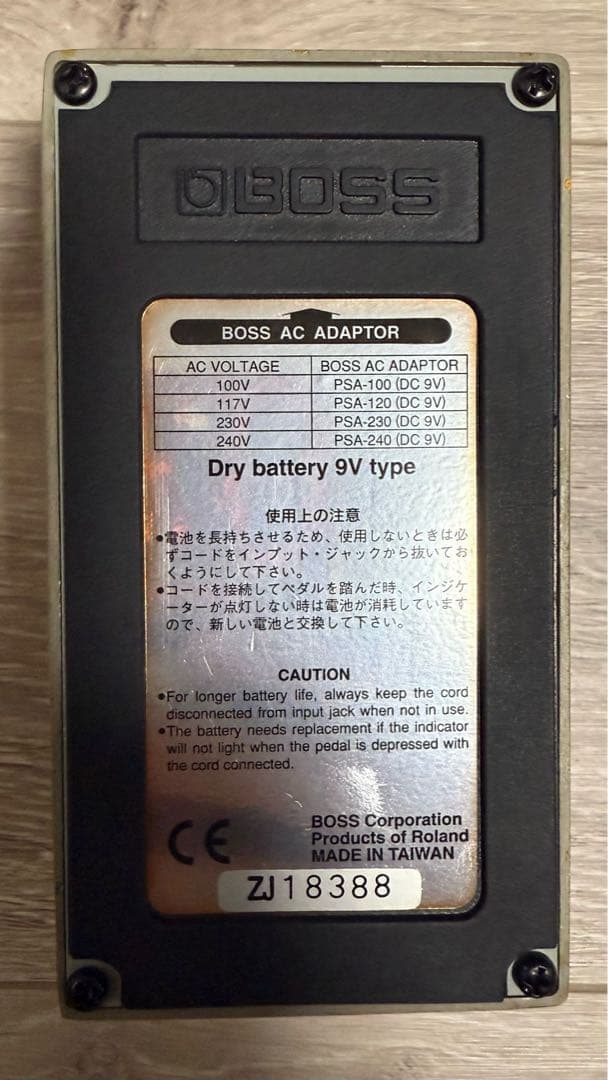 BOSS
BOSS AC ADAPTOR
AC VOLTAGE BOSS AC ADAPTOR
100V PSA-100 (DC 9V)
117V PSA-120 (DC 9V)
230V PSA-230 (DC 9V)
240V PSA-240 (DC 9V)
Dry battery 9V type
使用上の注意
●電池を長持ちさせるため、使用しないときは必
ずコードをインプット・ジャックから抜いてお
くようにして下さい。
●コードを接続してペダルを踏んだ時、インジケ
ーターが点灯しない時は電池が消耗しています
ので、新しい電池と交換して下さい。
CAUTION
●For longer battery life, always keep the cord
disconnected from input jack when not in use.
●The battery needs replacement if the indicator
will not light when the pedal is depressed with
the cord connected.
CE
BOSS Corporation
Products of Roland
MADE IN TAIWAN
ZJ18388